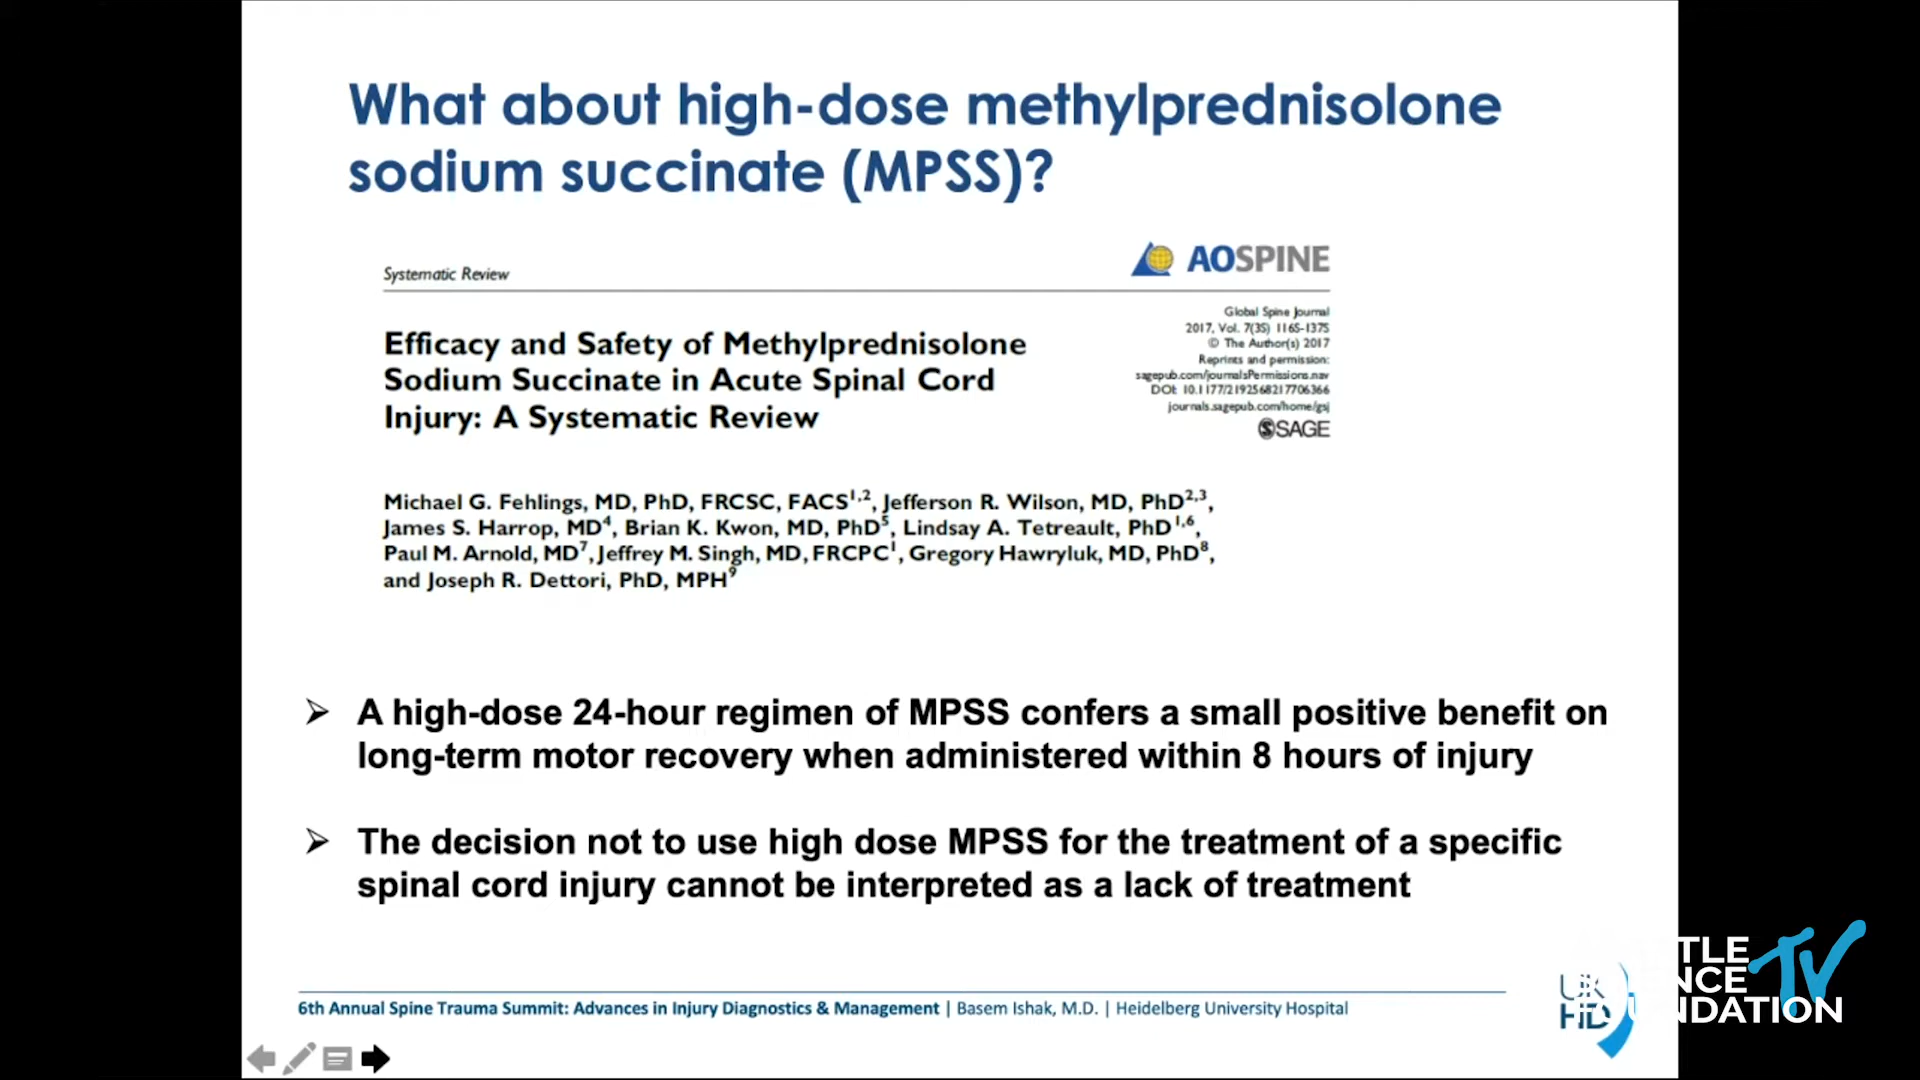 What about high-dose methylprednisolone
sodium succinate (MPSS)?
AOSPINE
Systematic Review
Global Spine Journal
2017, Vol. 7(3S) 116S-137S
© The Author(s) 2017
Reprints and permission:
sagepub.com/journalsPermissions.nav
DOI: 10.1177/2192568217706366
journals.sagepub.com/home/gsj
SAGE
Efficacy and Safety of Methylprednisolone
Sodium Succinate in Acute Spinal Cord
Injury: A Systematic Review
Michael G. Fehlings, MD, PhD, FRCSC, FACS1,2, Jefferson R. Wilson, MD, PhD2,3,
James S. Harrop, MD4, Brian K. Kwon, MD, PhD5, Lindsay A. Tetreault, PhD1,6,
Paul M. Arnold, MD7, Jeffrey M. Singh, MD, FRCPC1, Gregory Hawryluk, MD, PhD8,
and Joseph R. Dettori, PhD, MPH9
➢ A high-dose 24-hour regimen of MPSS confers a small positive benefit on
long-term motor recovery when administered within 8 hours of injury
➢ The decision not to use high dose MPSS for the treatment of a specific
spinal cord injury cannot be interpreted as a lack of treatment
6th Annual Spine Trauma Summit: Advances in Injury Diagnostics & Management | Basem Ishak, M.D. | Heidelberg University Hospital
TV